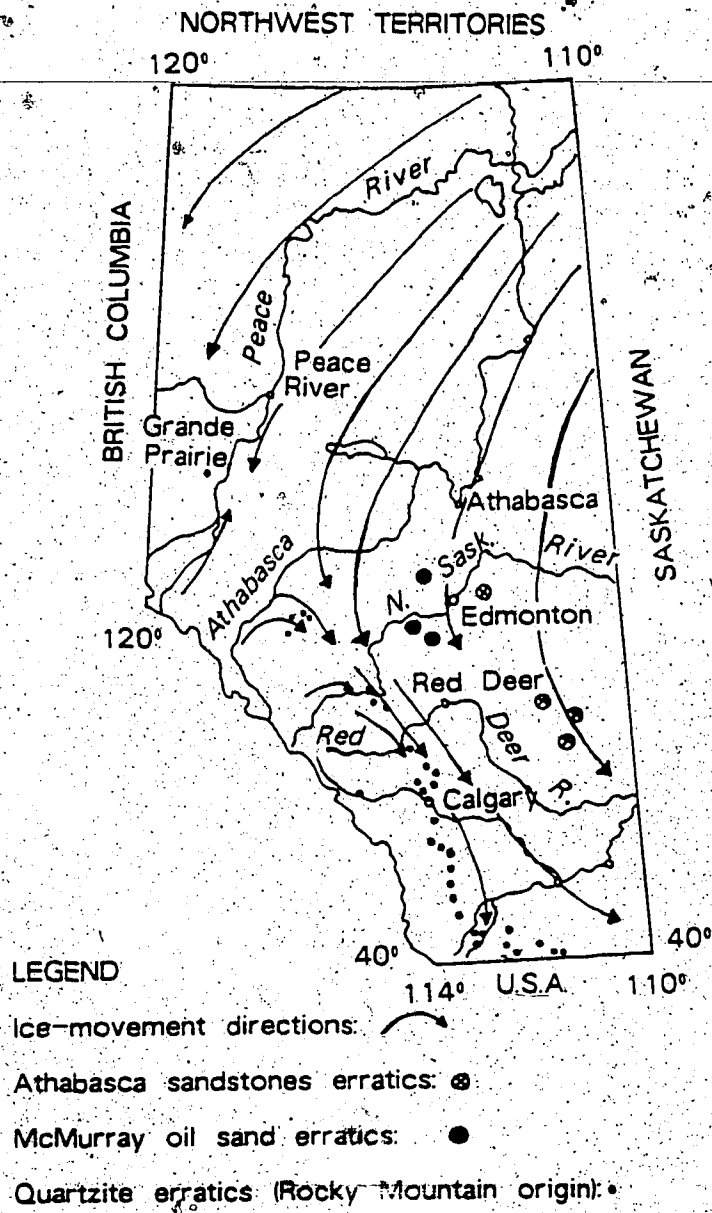 NORTHWEST TERRITORIES
120° 110°
River
BRITISH COLUMBIA
Peace
Peace
River
SASKATCHEWAN
Grande
Prairie
Athabasca
Athabasca
N. Sask. River
Edmonton
120°
Red Deer
Red Deer R.
Calgary
40° 40°
114° U.S.A. 110°
LEGEND
Ice-movement directions:
Athabasca sandstones erratics:
McMurray oil sand erratics:
Quartzite erratics (Rocky Mountain origin):